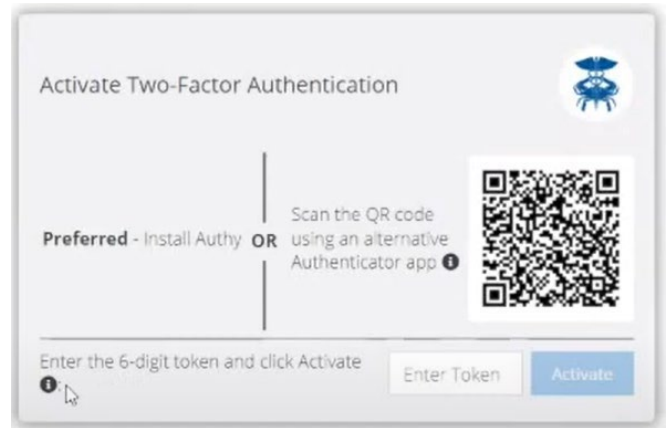 Activate Two-Factor Authentication
Preferred - Install Authy
OR
Scan the QR code
using an alternative
Authenticator app
Enter the 6-digit token and click Activate
:
Enter Token
Activate